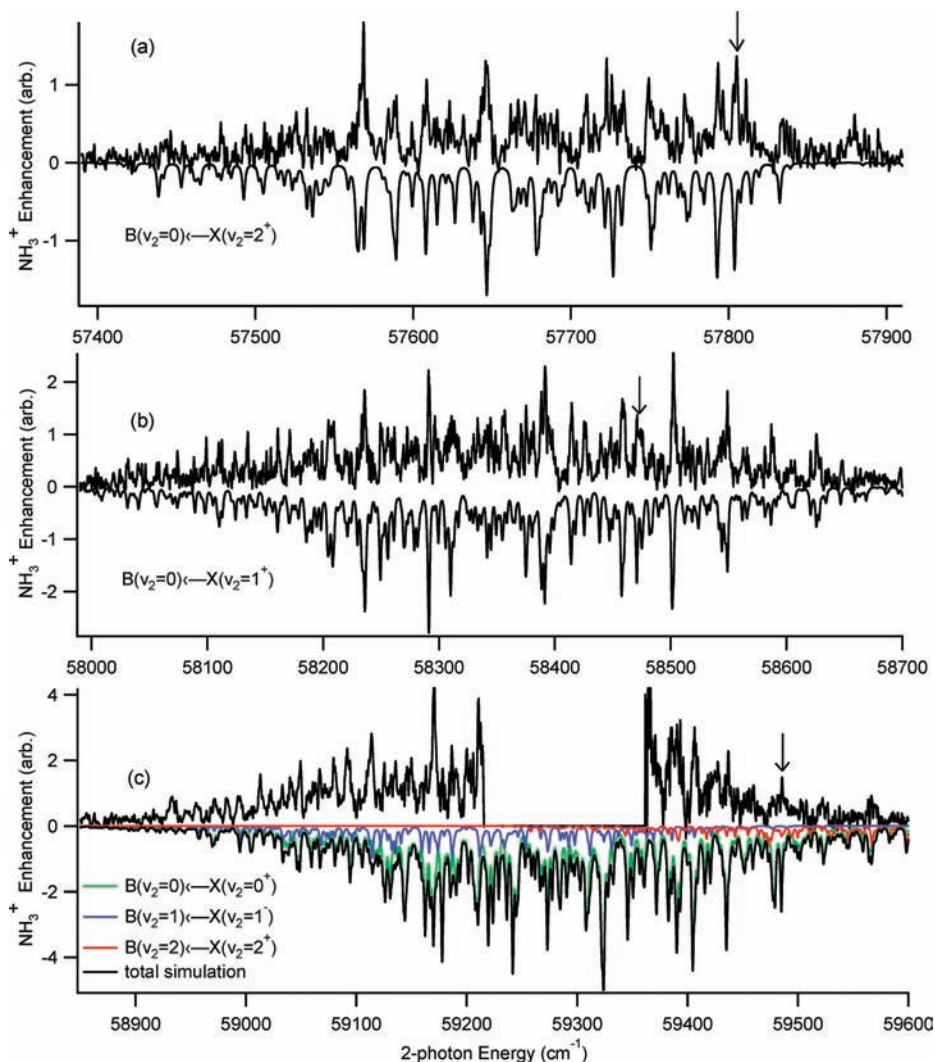 (a)
NH₃⁺ Enhancement (arb.)
1
0
-1
B(v₂=0)‹—X(v₂=2⁺)
57400 57500 57600 57700 57800 57900
(b)
NH₃⁺ Enhancement (arb.)
2
1
0
-1
-2
B(v₂=0)‹—X(v₂=1⁺)
58000 58100 58200 58300 58400 58500 58600 58700
(c)
NH₃⁺ Enhancement (arb.)
4
2
0
-2
-4
B(v₂=0)‹—X(v₂=0⁺)
B(v₂=1)‹—X(v₂=1⁻)
B(v₂=2)‹—X(v₂=2⁺)
total simulation
58900 59000 59100 59200 59300 59400 59500 59600
2-photon Energy (cm⁻¹)